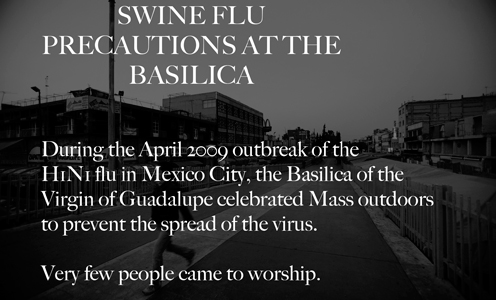 SWINE FLU
PRECAUTIONS AT THE
BASILICA
During the April 2009 outbreak of the
H1N1 flu in Mexico City, the Basilica of the
Virgin of Guadalupe celebrated Mass outdoors
to prevent the spread of the virus.
Very few people came to worship.